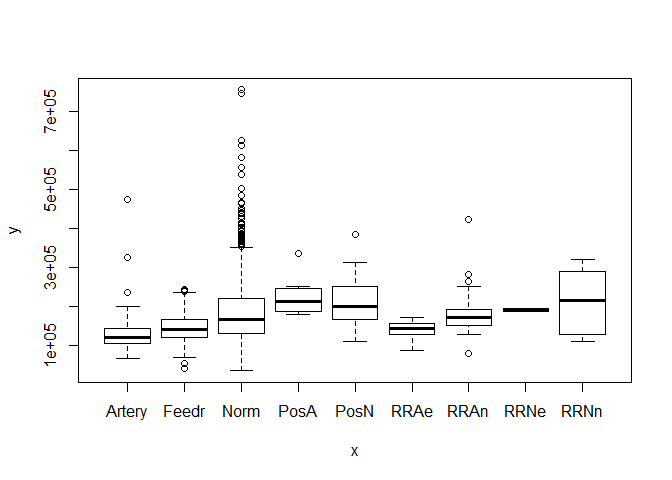 7e+05
5e+05
3e+05
1e+05
y
Artery Feedr Norm PosA PosN RRAe RRAn RRNe RRNn
x